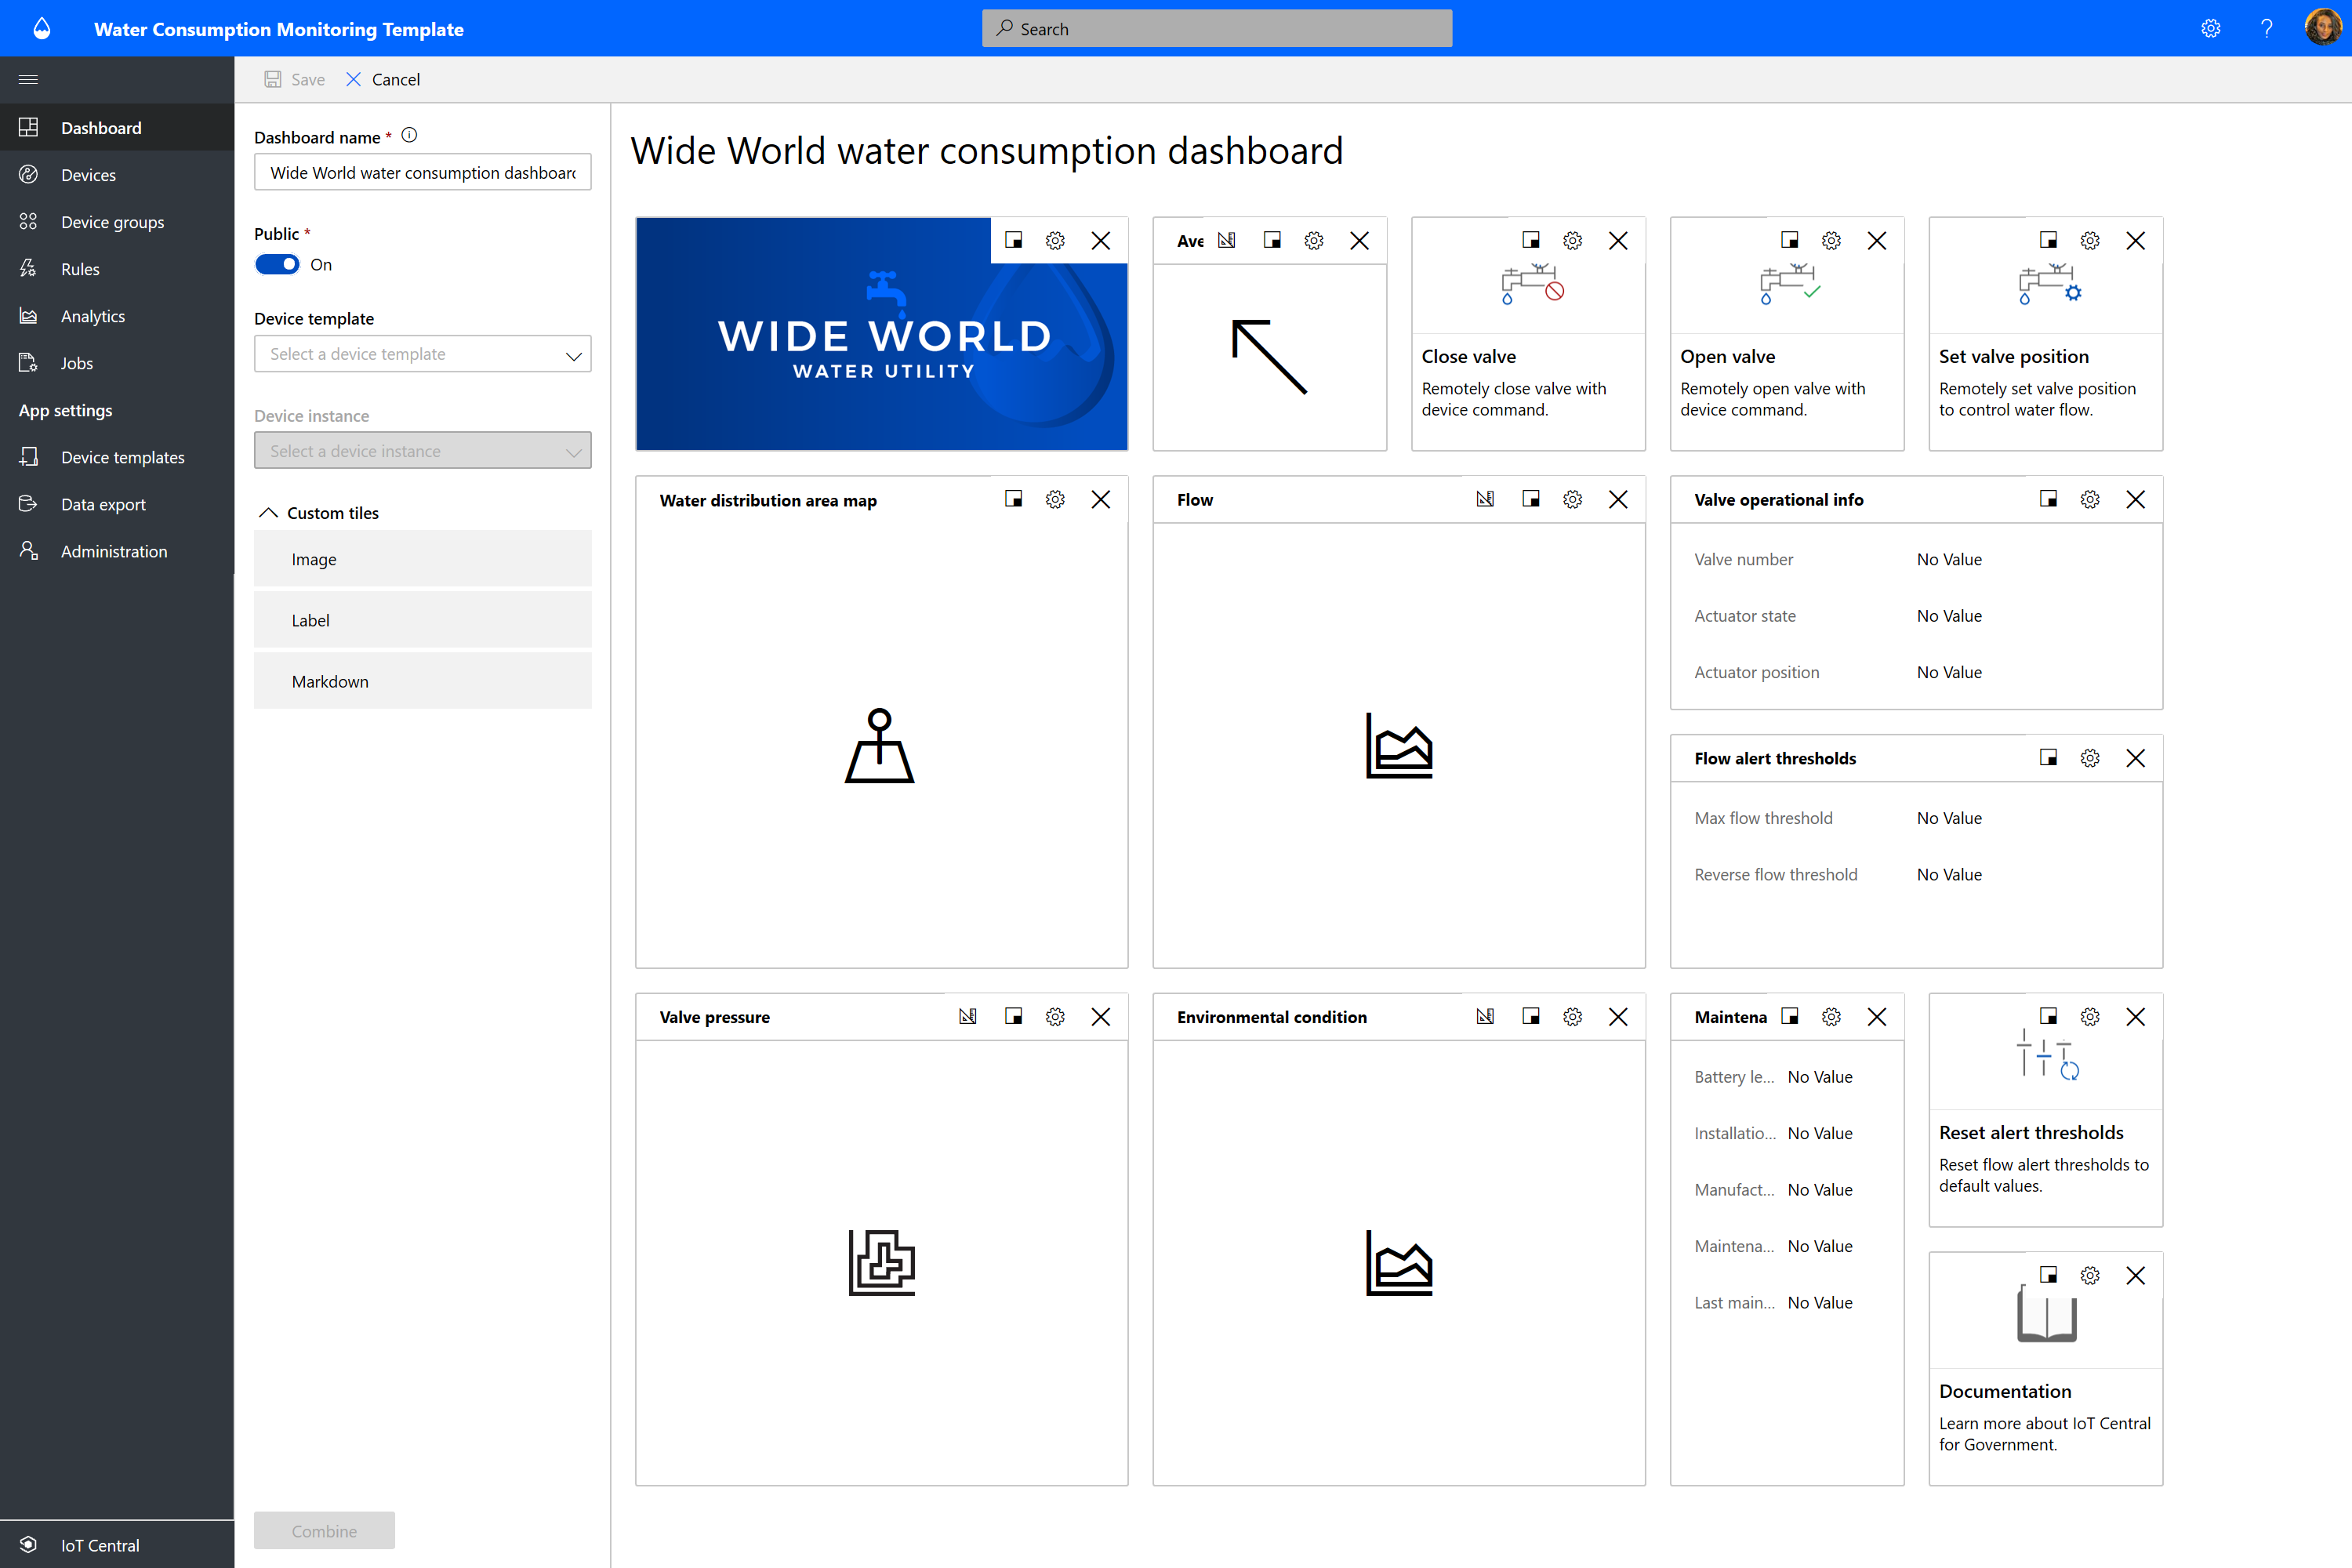 Water Consumption Monitoring Template
Search
Save
Cancel
Dashboard
Devices
Device groups
Rules
Analytics
Jobs
App settings
Device templates
Data export
Administration
IoT Central
Dashboard name *
Wide World water consumption dashboard
Public *
On
Device template
Select a device template
Device instance
Select a device instance
Custom tiles
Image
Label
Markdown
Combine
Wide World water consumption dashboard
WIDE WORLD
WATER UTILITY
Ave
Close valve
Remotely close valve with
device command.
Open valve
Remotely open valve with
device command.
Set valve position
Remotely set valve position
to control water flow.
Water distribution area map
Flow
Valve operational info
Valve number No Value
Actuator state No Value
Actuator position No Value
Flow alert thresholds
Max flow threshold No Value
Reverse flow threshold No Value
Valve pressure
Environmental condition
Maintena
Battery le... No Value
Installatio... No Value
Manufact... No Value
Maintena... No Value
Last main... No Value
Reset alert thresholds
Reset flow alert thresholds to
default values.
Documentation
Learn more about IoT Central
for Government.